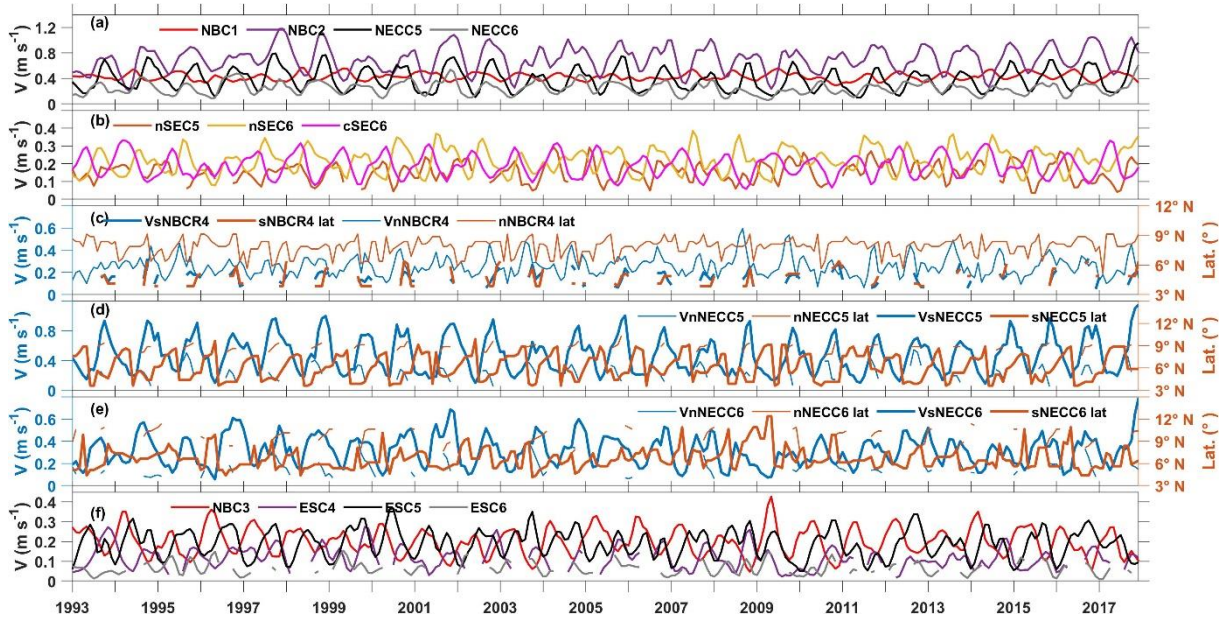 (a) NBC1 NBC2 NECC5 NECC6
V (m s⁻¹)
1.2
0.8
0.4
0
(b) nSEC5 nSEC6 cSEC6
V (m s⁻¹)
0.4
0.3
0.2
0.1
0
(c) VsNBCR4 sNBCR4 lat VnNBCR4 nNBCR4 lat
V (m s⁻¹)
0.6
0.4
0.2
0
12° N
9° N
6° N
3° N
Lat. (°)
(d) VnNECC5 nNECC5 lat VsNECC5 sNECC5 lat
V (m s⁻¹)
0.8
0.4
0
12° N
9° N
6° N
3° N
Lat. (°)
(e) VnNECC6 nNECC6 lat VsNECC6 sNECC6 lat
V (m s⁻¹)
0.6
0.4
0.2
0
12° N
9° N
6° N
3° N
Lat. (°)
(f) NBC3 ESC4 ESC5 ESC6
V (m s⁻¹)
0.4
0.3
0.2
0.1
0
1993 1995 1997 1999 2001 2003 2005 2007 2009 2011 2013 2015 2017